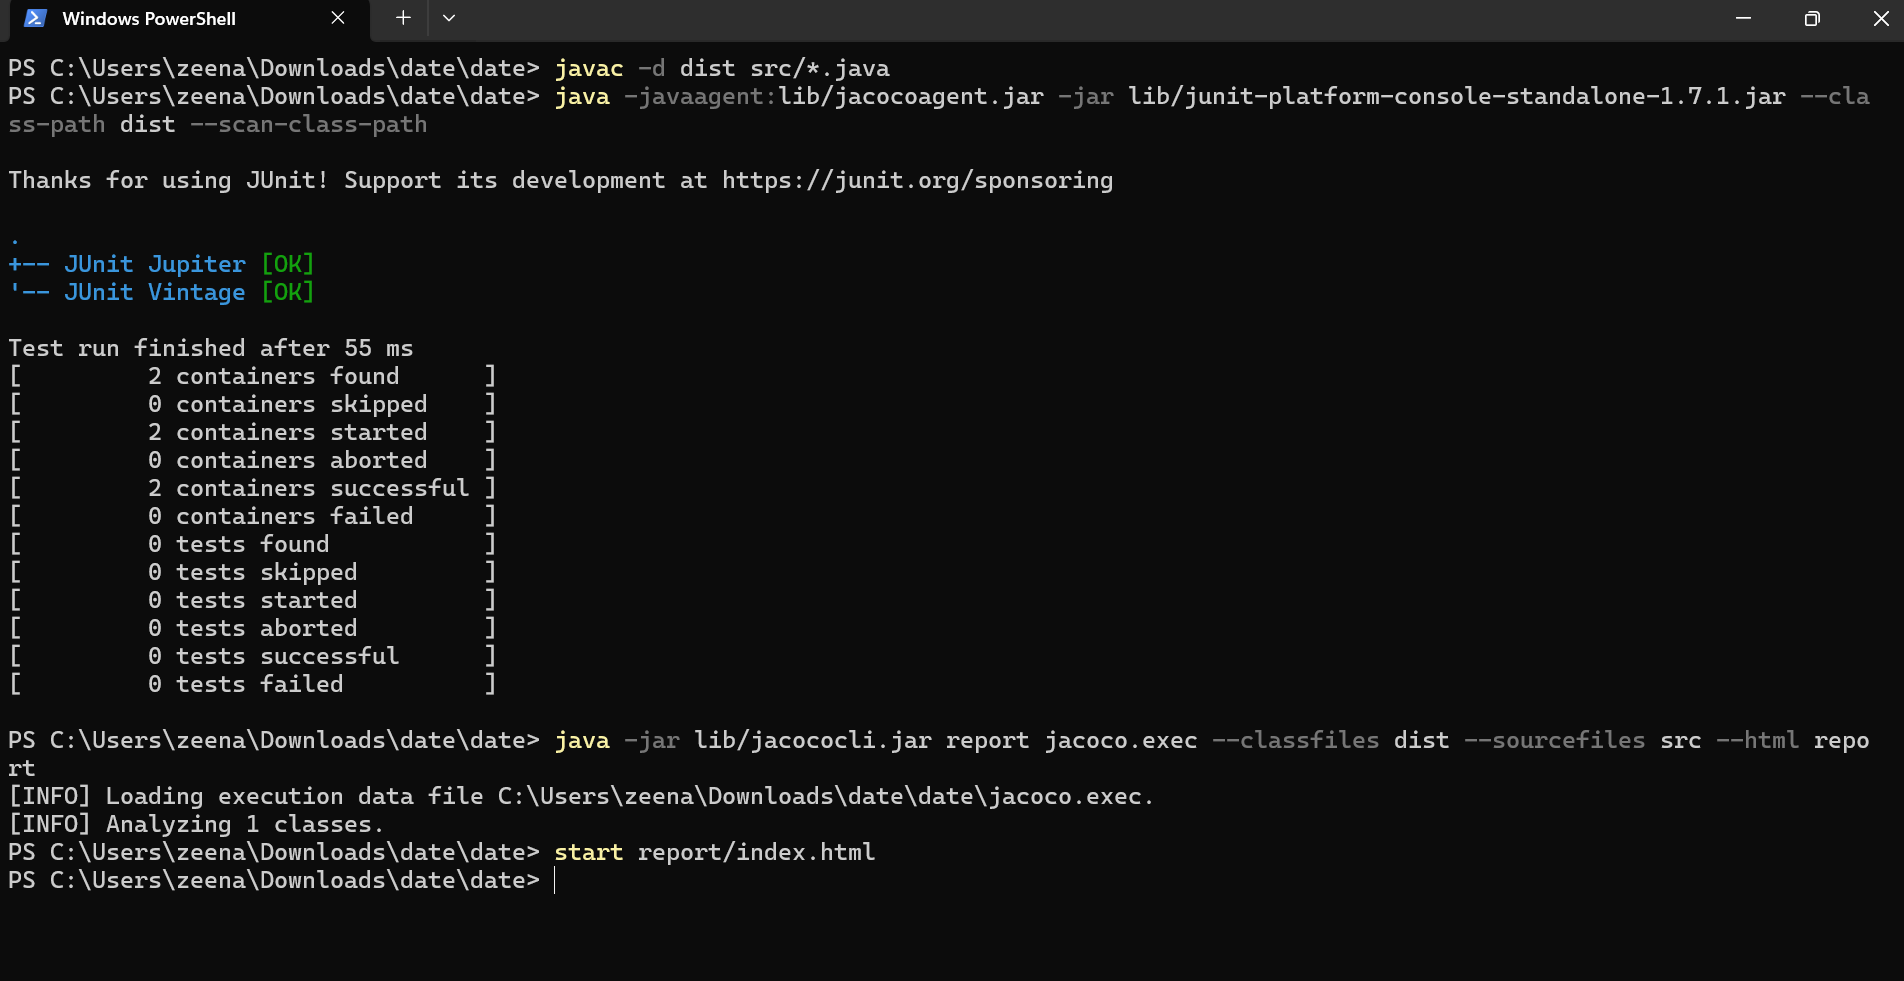 Windows PowerShell
PS C:\Users\zeena\Downloads\date\date> javac -d dist src/*.java
PS C:\Users\zeena\Downloads\date\date> java -javaagent:lib/jacocoagent.jar -jar lib/junit-platform-console-standalone-1.7.1.jar --cla
ss-path dist --scan-class-path

Thanks for using JUnit! Support its development at https://junit.org/sponsoring

.
+-- JUnit Jupiter [OK]
'-- JUnit Vintage [OK]

Test run finished after 55 ms
[         2 containers found      ]
[         0 containers skipped    ]
[         2 containers started    ]
[         0 containers aborted    ]
[         2 containers successful ]
[         0 containers failed     ]
[         0 tests found           ]
[         0 tests skipped         ]
[         0 tests started         ]
[         0 tests aborted         ]
[         0 tests successful      ]
[         0 tests failed          ]

PS C:\Users\zeena\Downloads\date\date> java -jar lib/jacococli.jar report jacoco.exec --classfiles dist --sourcefiles src --html repo
rt
[INFO] Loading execution data file C:\Users\zeena\Downloads\date\date\jacoco.exec.
[INFO] Analyzing 1 classes.
PS C:\Users\zeena\Downloads\date\date> start report/index.html
PS C:\Users\zeena\Downloads\date\date>